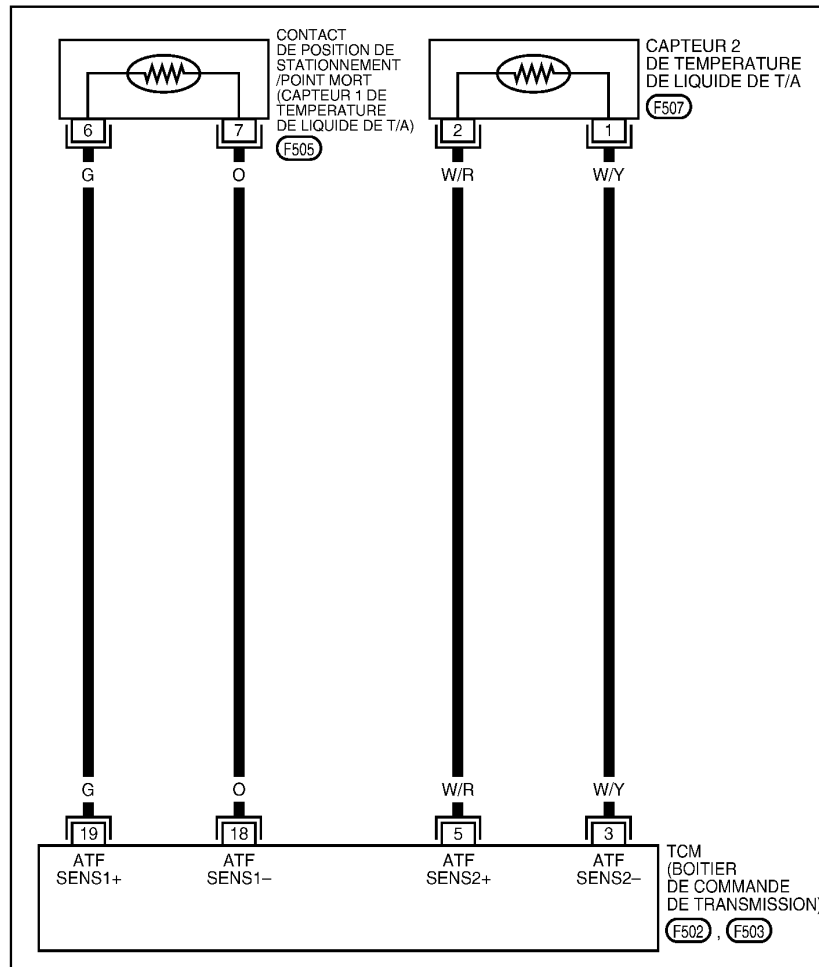 CONTACT
DE POSITION DE
STATIONNEMENT
/POINT MORT
(CAPTEUR 1 DE
TEMPERATURE
DE LIQUIDE DE T/A)
F505
CAPTEUR 2
DE TEMPERATURE
DE LIQUIDE DE T/A
F507
6 7 2 1
G O W/R W/Y
G O W/R W/Y
19 18 5 3
ATF
SENS1+
ATF
SENS1–
ATF
SENS2+
ATF
SENS2–
TCM
(BOITIER
DE COMMANDE
DE TRANSMISSION)
F502 , F503